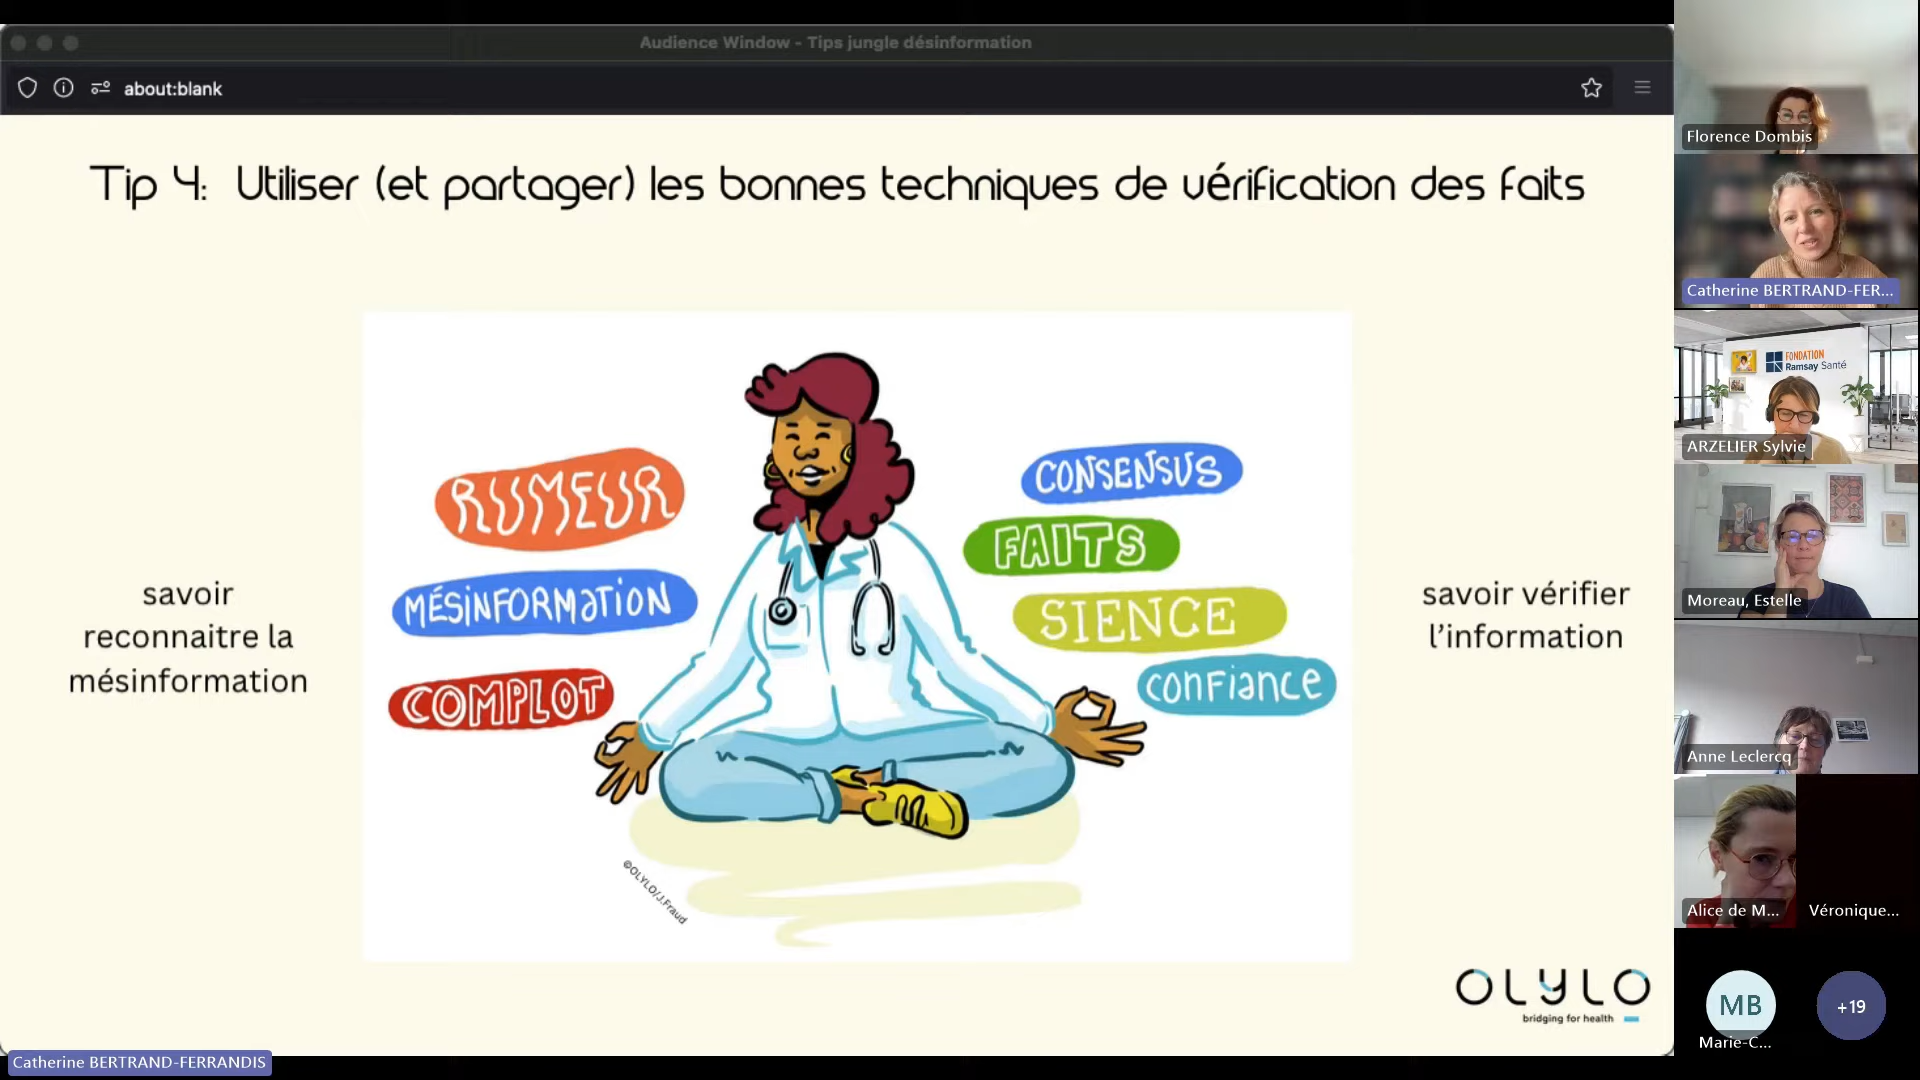 Audience Window - Tips jungle désinformation
about:blank
Tip 4: Utiliser (et partager) les bonnes techniques de vérification des faits
savoir
reconnaitre la
mésinformation
RUMEUR
MÉSINFORMATION
COMPLOT
CONSENSUS
FAITS
SIENCE
CONFIANCE
savoir vérifier
l'information
©OLYLO/J.Fraud
OLYLO
bridging for health
Catherine BERTRAND-FERRANDIS
Florence Dombis
Catherine BERTRAND-FER...
FONDATION
Ramsay Santé
ARZELIER Sylvie
Moreau, Estelle
Anne Leclercq
Alice de M...
Véronique...
MB
Marie-C...
+19